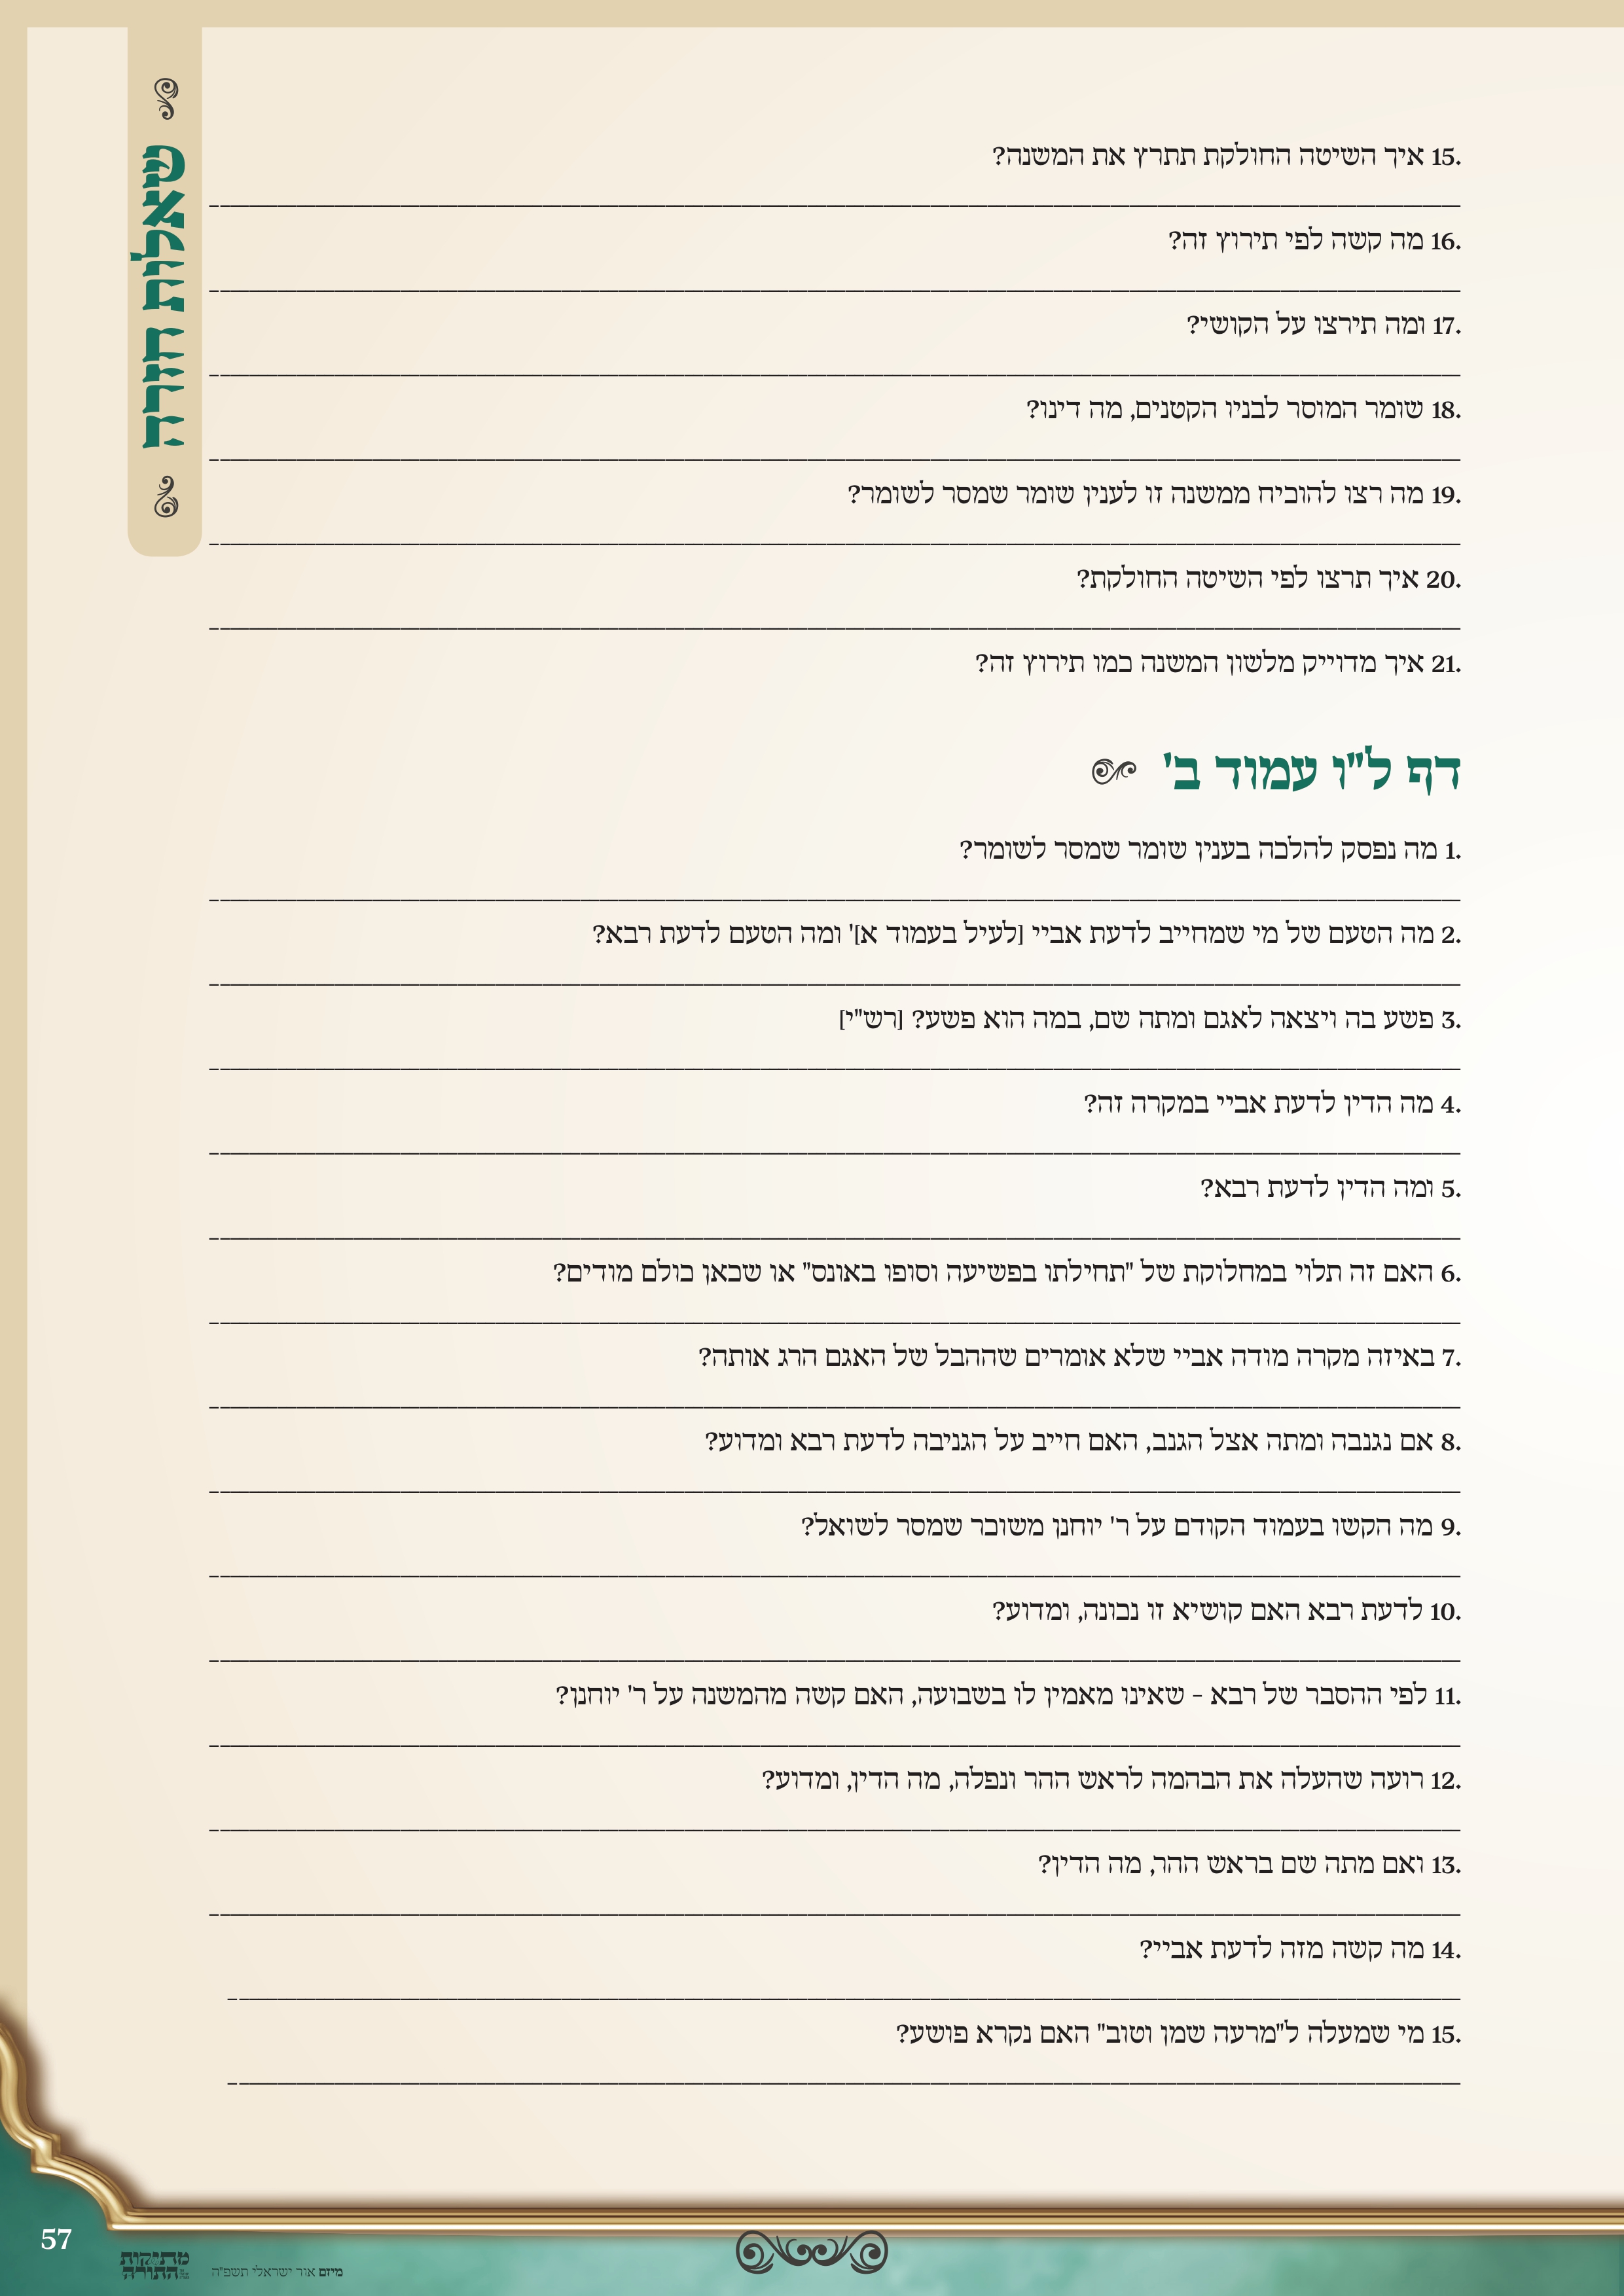 שאלות חזרה
15. איך השיטה החולקת תתרץ את המשנה?
16. מה קשה לפי תירוץ זה?
17. ומה תירצו על הקושי?
18. שומר המוסר לבניו הקטנים, מה דינו?
19. מה רצו להוכיח ממשנה זו לענין שומר שמסר לשומר?
20. איך תרצו לפי השיטה החולקת?
21. איך מדוייק מלשון המשנה כמו תירוץ זה?
דף ל"ו עמוד ב'
1. מה נפסק להלכה בענין שומר שמסר לשומר?
2. מה הטעם של מי שמחייב לדעת אביי [לעיל בעמוד א]' ומה הטעם לדעת רבא?
3. פשע בה ויצאה לאגם ומתה שם, במה הוא פשע? [רש"י]
4. מה הדין לדעת אביי במקרה זה?
5. ומה הדין לדעת רבא?
6. האם זה תלוי במחלוקת של "תחילתו בפשיעה וסופו באונס" או שכאן כולם מודים?
7. באיזה מקרה מודה אביי שלא אומרים שההבל של האגם הרג אותה?
8. אם נגנבה ומתה אצל הגנב, האם חייב על הגניבה לדעת רבא ומדוע?
9. מה הקשו בעמוד הקודם על ר' יוחנן משוכר שמסר לשואל?
10. לדעת רבא האם קושיא זו נכונה, ומדוע?
11. לפי ההסבר של רבא - שאינו מאמין לו בשבועה, האם קשה מהמשנה על ר' יוחנן?
12. רועה שהעלה את הבהמה לראש ההר ונפלה, מה הדין, ומדוע?
13. ואם מתה שם בראש ההר, מה הדין?
14. מה קשה מזה לדעת אביי?
15. מי שמעלה ל"מרעה שמן וטוב" האם נקרא פושע?
57
מתיקות
התורה
מיזם אור ישראלי תשפ"ה